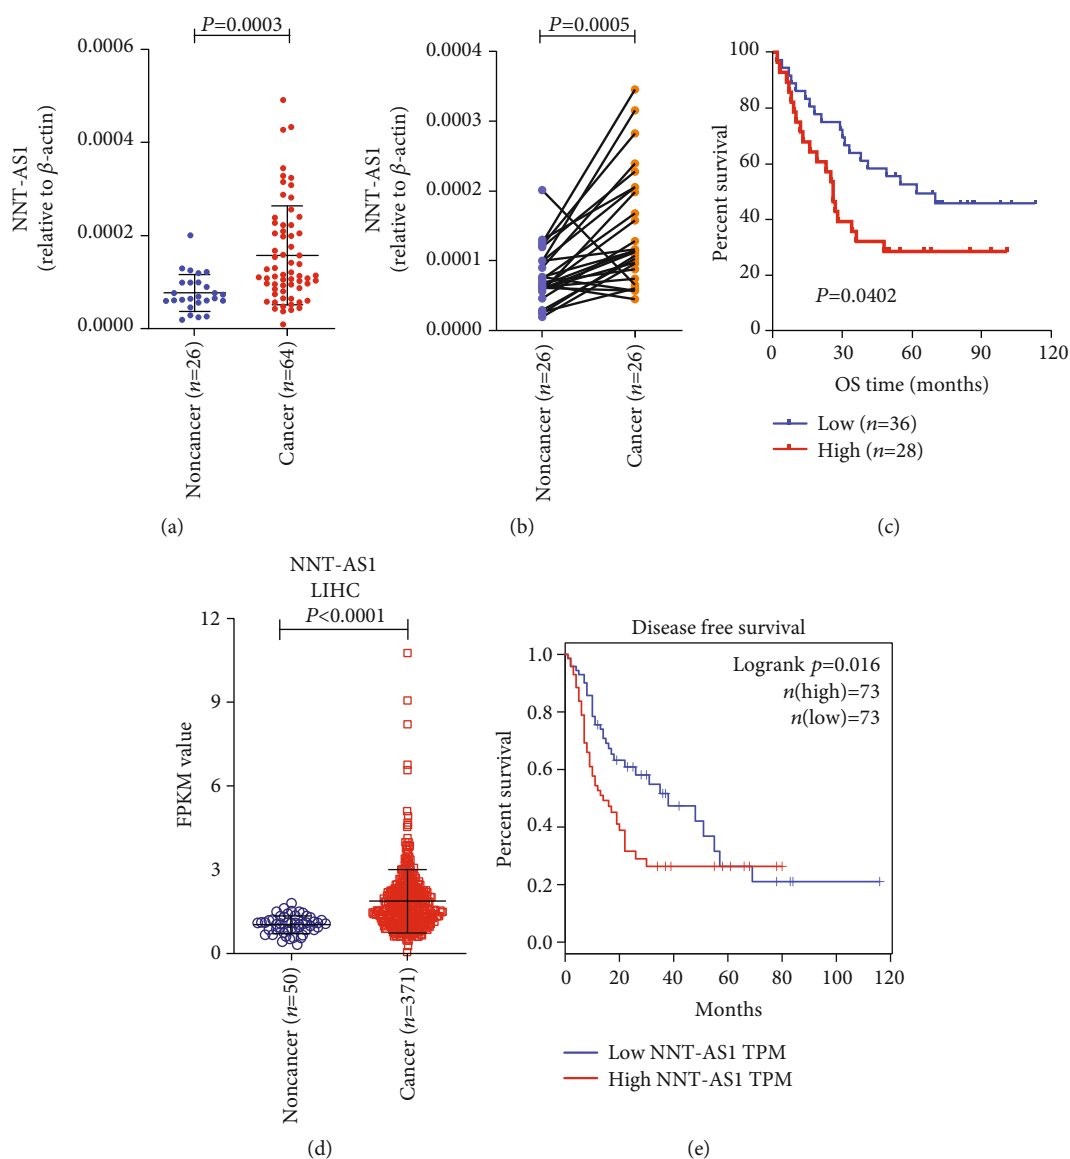 P=0.0003
NNT-AS1
(relative to β-actin)
0.0006
0.0004
0.0002
0.0000
Noncancer (n=26)
Cancer (n=64)
(a)
P=0.0005
NNT-AS1
(relative to β-actin)
0.0004
0.0003
0.0002
0.0001
0.0000
Noncancer (n=26)
Cancer (n=26)
(b)
Percent survival
100
80
60
40
20
0
P=0.0402
0 30 60 90 120
OS time (months)
Low (n=36)
High (n=28)
(c)
NNT-AS1
LIHC
P<0.0001
FPKM value
12
9
6
3
0
Noncancer (n=50)
Cancer (n=371)
(d)
Disease free survival
Logrank p=0.016
n(high)=73
n(low)=73
Percent survival
1.0
0.8
0.6
0.4
0.2
0.0
0 20 40 60 80 100 120
Months
Low NNT-AS1 TPM
High NNT-AS1 TPM
(e)